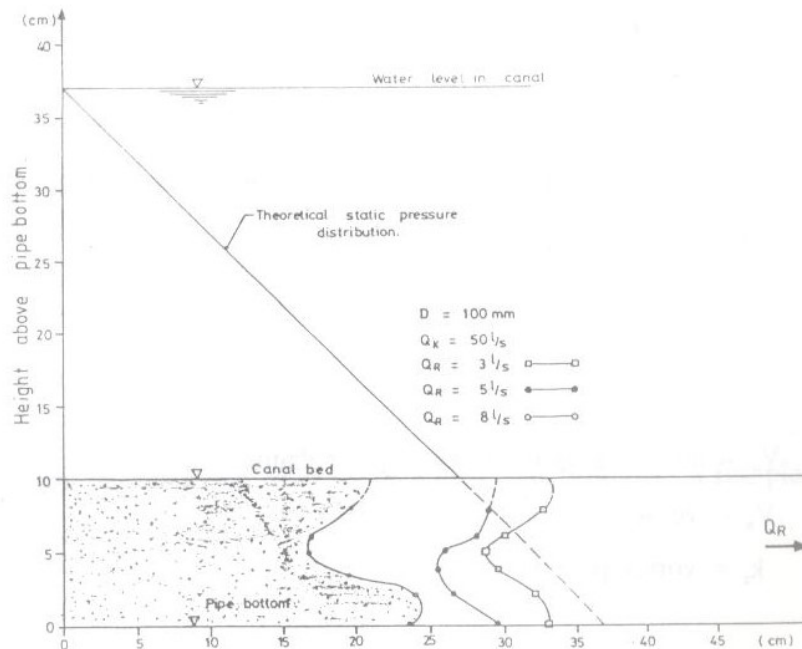 (cm)
40
35
30
25
20
15
10
5
0
Height above pipe bottom.
Water level in canal
Theoretical static pressure
distribution.
D = 100 mm
Q_K = 50 l/s
Q_R = 3 l/s
Q_R = 5 l/s
Q_R = 8 l/s
Canal bed
Pipe bottom
Q_R
0 5 10 15 20 25 30 35 40 45 (cm)